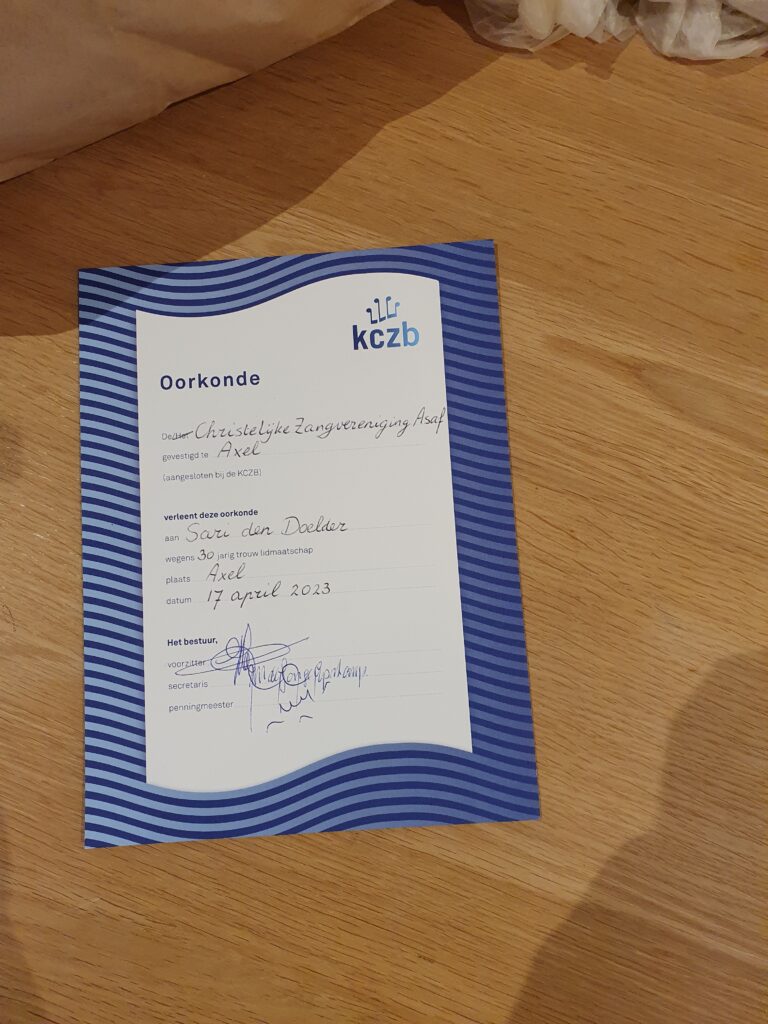 kczb
Oorkonde
De/Het Christelijke Zangvereniging Asaf
gevestigd te Axel
(aangesloten bij de KCZB)
verleent deze oorkonde
aan Sari den Doelder
wegens 30 jarig trouw lidmaatschap
plaats Axel
datum 17 april 2023
Het bestuur,
voorzitter
secretaris
penningmeester